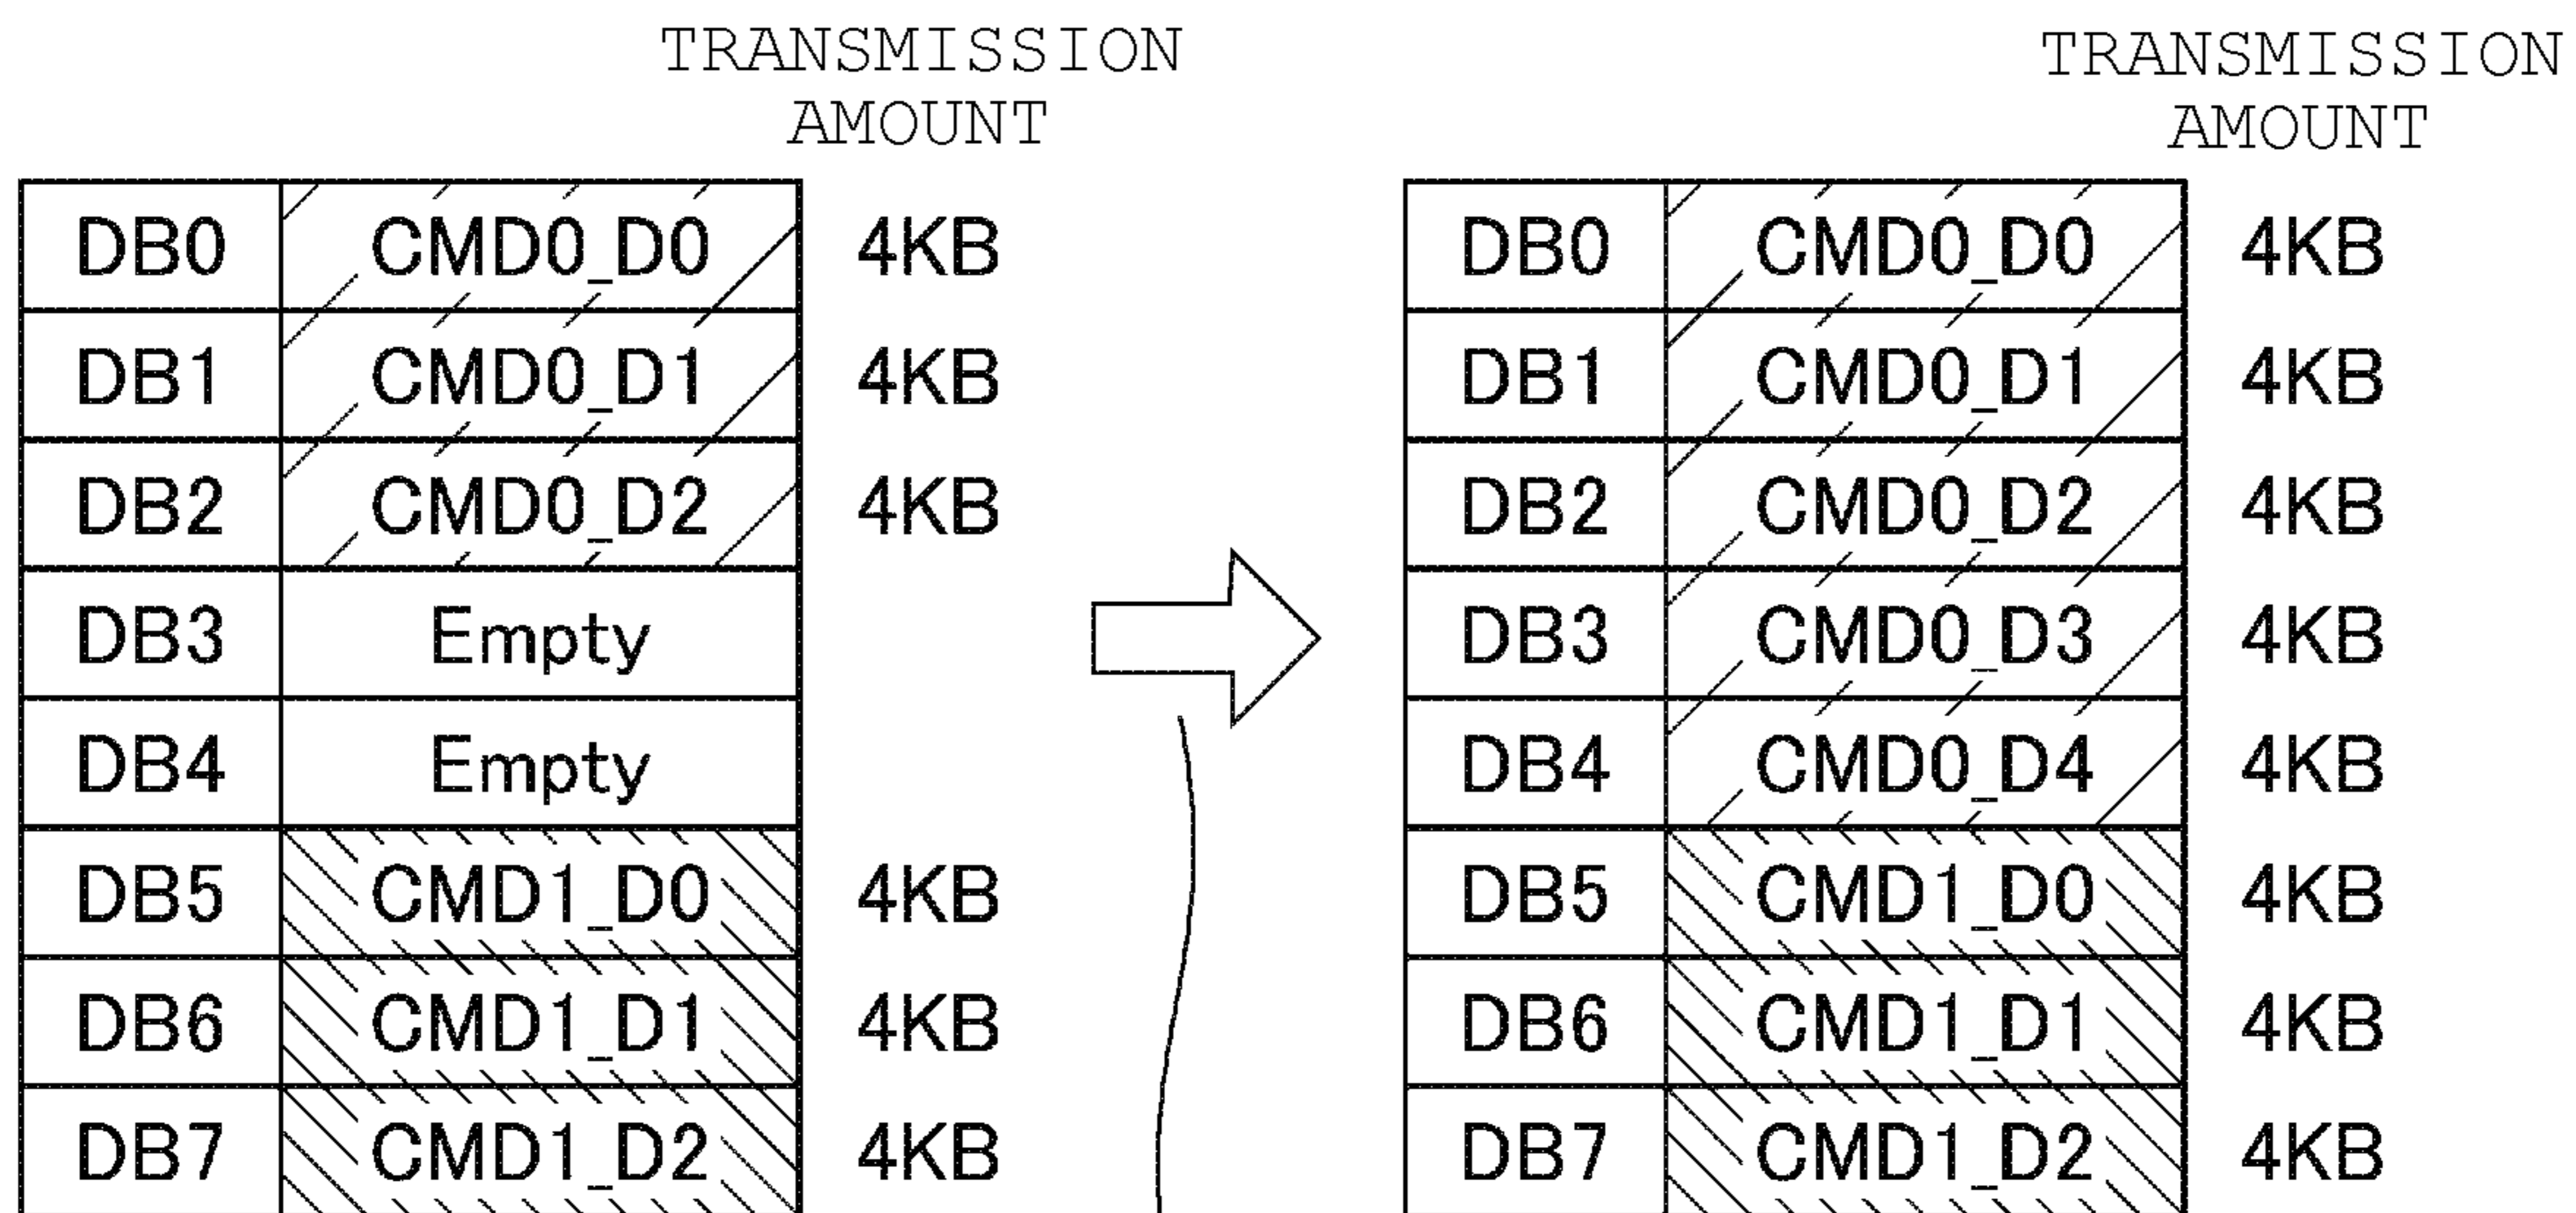 TRANSMISSION
AMOUNT
DB0 CMD0_D0 4KB
DB1 CMD0_D1 4KB
DB2 CMD0_D2 4KB
DB3 Empty
DB4 Empty
DB5 CMD1_D0 4KB
DB6 CMD1_D1 4KB
DB7 CMD1_D2 4KB
TRANSMISSION
AMOUNT
DB0 CMD0_D0 4KB
DB1 CMD0_D1 4KB
DB2 CMD0_D2 4KB
DB3 CMD0_D3 4KB
DB4 CMD0_D4 4KB
DB5 CMD1_D0 4KB
DB6 CMD1_D1 4KB
DB7 CMD1_D2 4KB